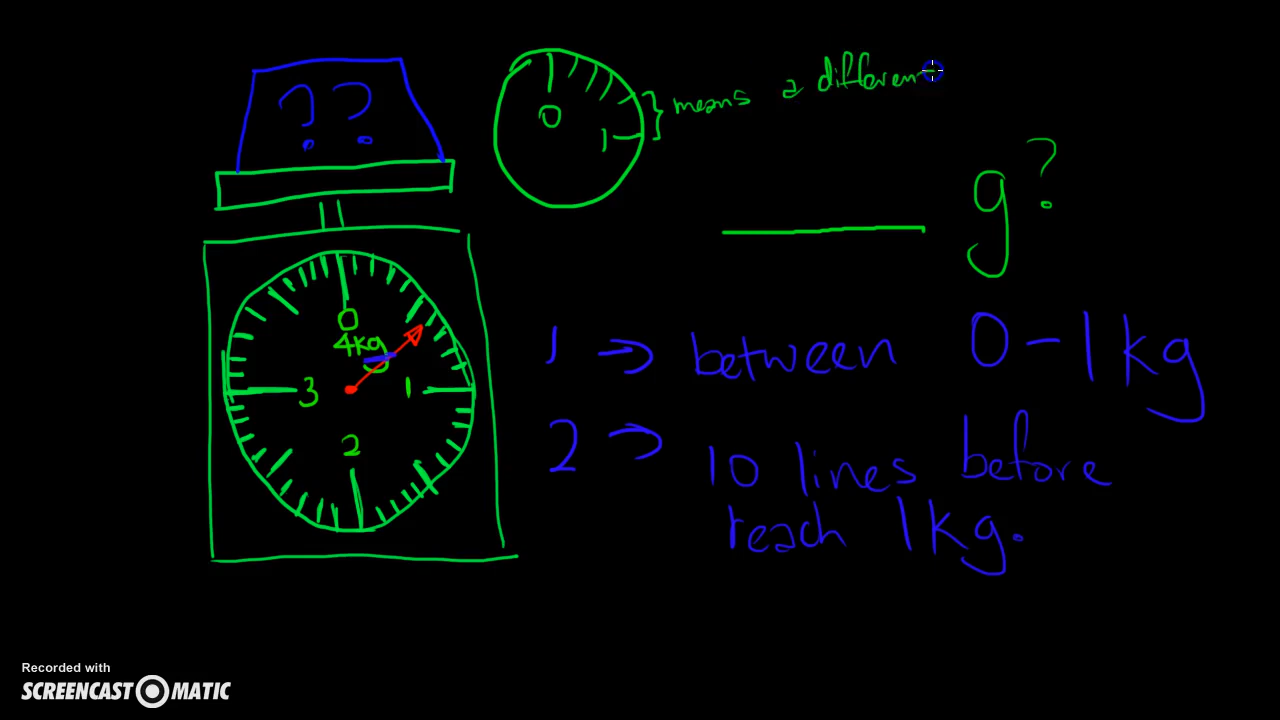 ? ?
0
1
} means a differen
g?
0
4kg
3
1
2
1 → between 0 - 1kg
2 → 10 lines before
reach 1kg.
Recorded with
SCREENCAST O MATIC